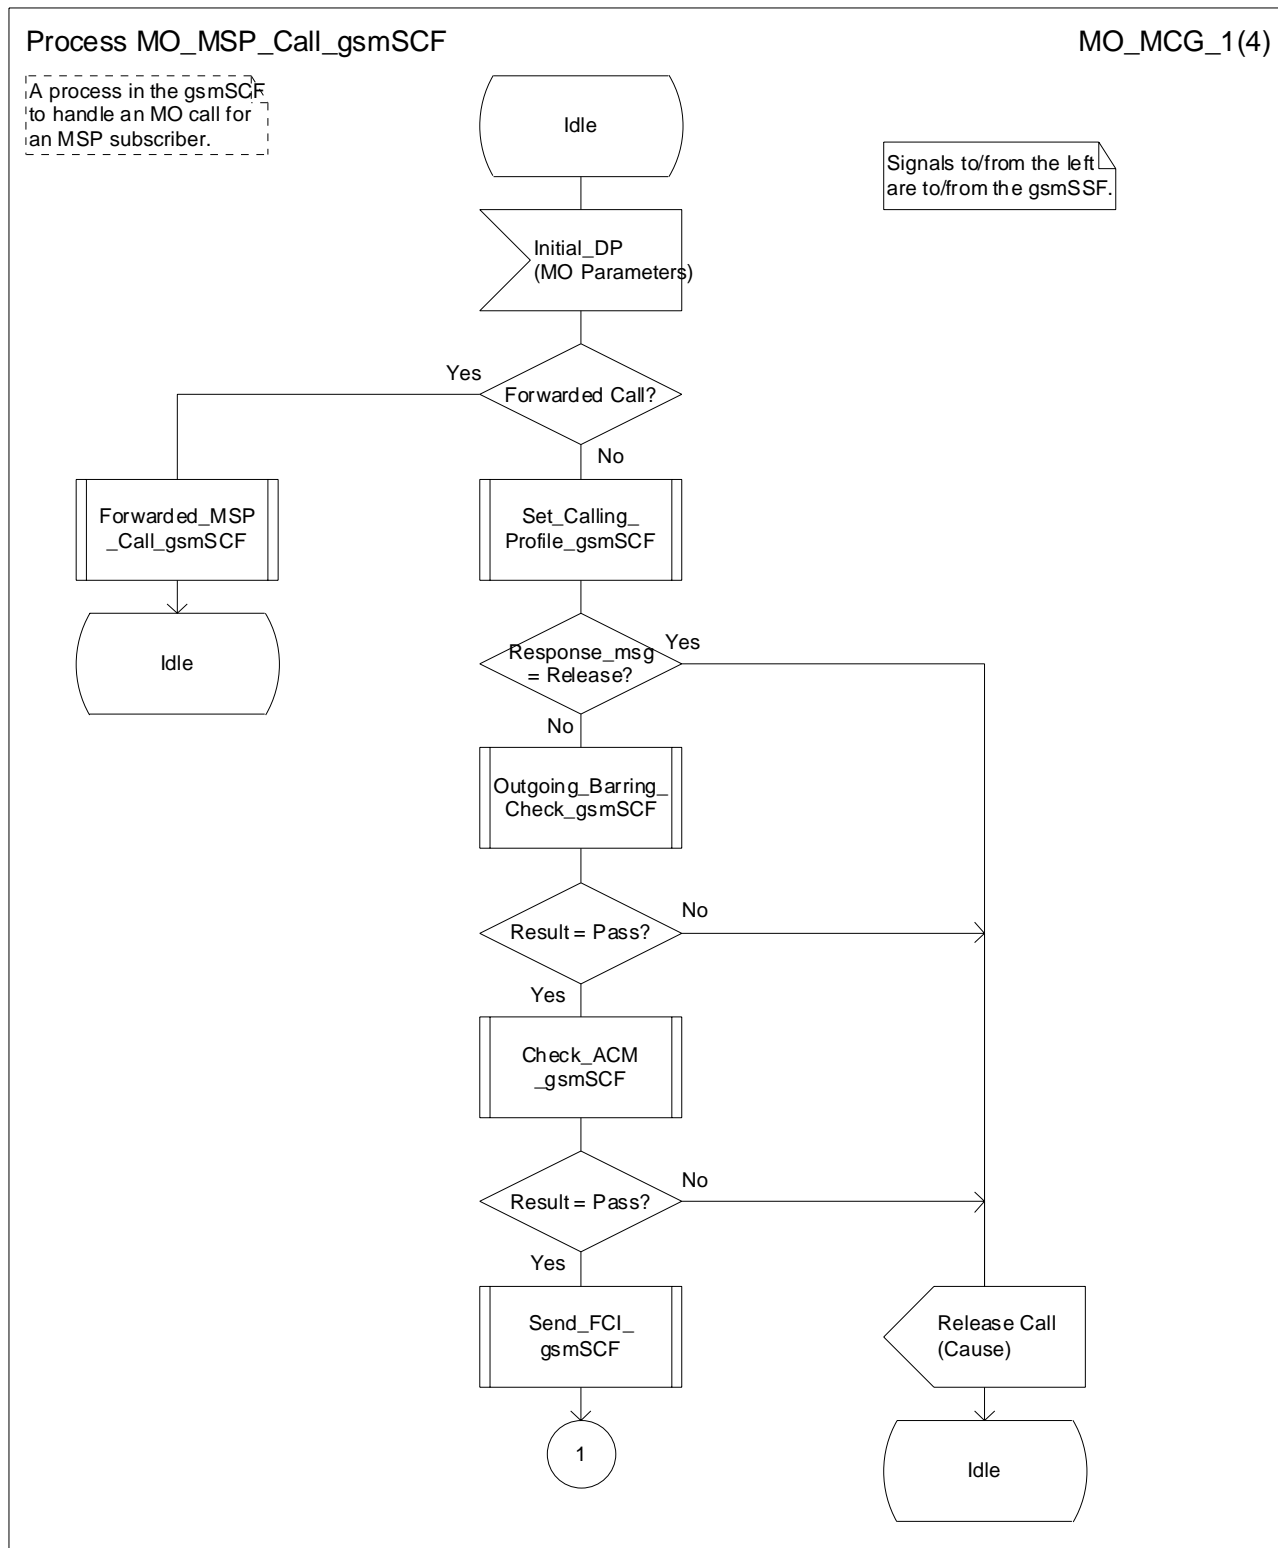 Process MO_MSP_Call_gsmSCF
MO_MCG_1(4)
A process in the gsmSCF
to handle an MO call for
an MSP subscriber.
Idle
Signals to/from the left
are to/from the gsmSSF.
Initial_DP
(MO Parameters)
Yes
Forwarded Call?
No
Forwarded_MSP
_Call_gsmSCF
Set_Calling_
Profile_gsmSCF
Idle
Response_msg
= Release?
Yes
No
Outgoing_Barring_
Check_gsmSCF
Result = Pass?
No
Yes
Check_ACM
_gsmSCF
Result = Pass?
No
Yes
Send_FCI_
gsmSCF
Release Call
(Cause)
1
Idle